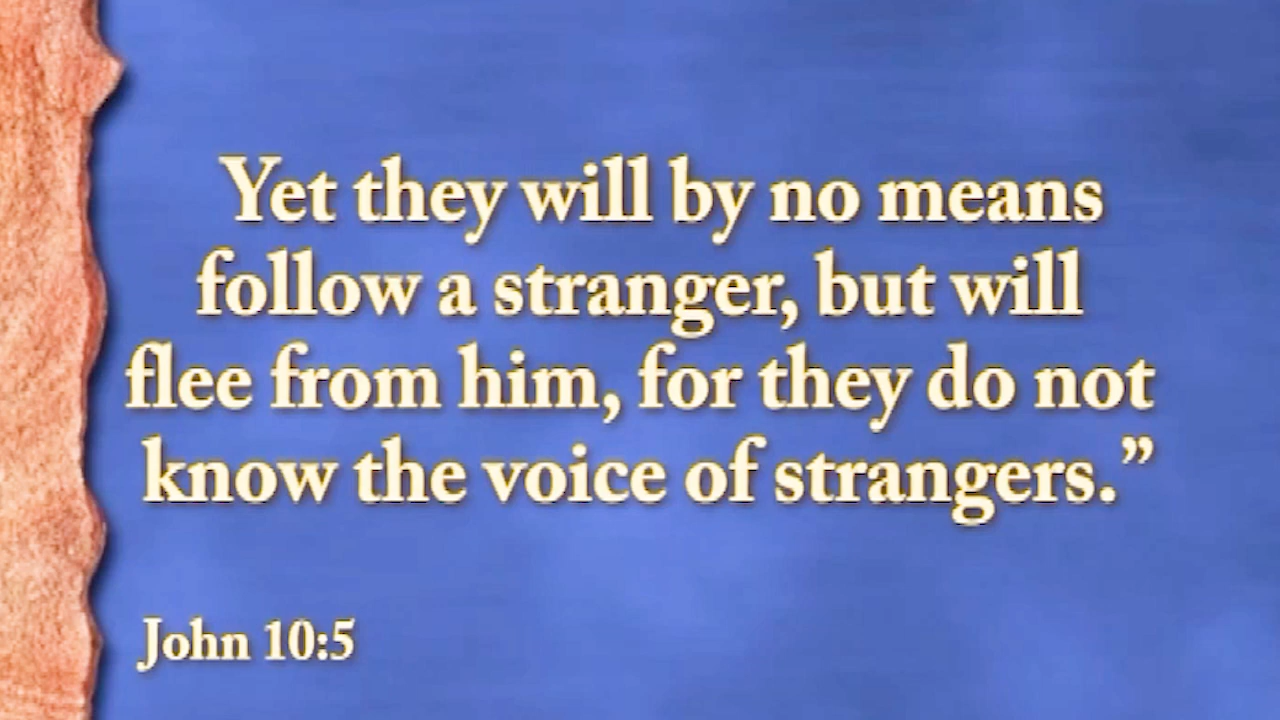 Yet they will by no means
follow a stranger, but will
flee from him, for they do not
know the voice of strangers.”
John 10:5